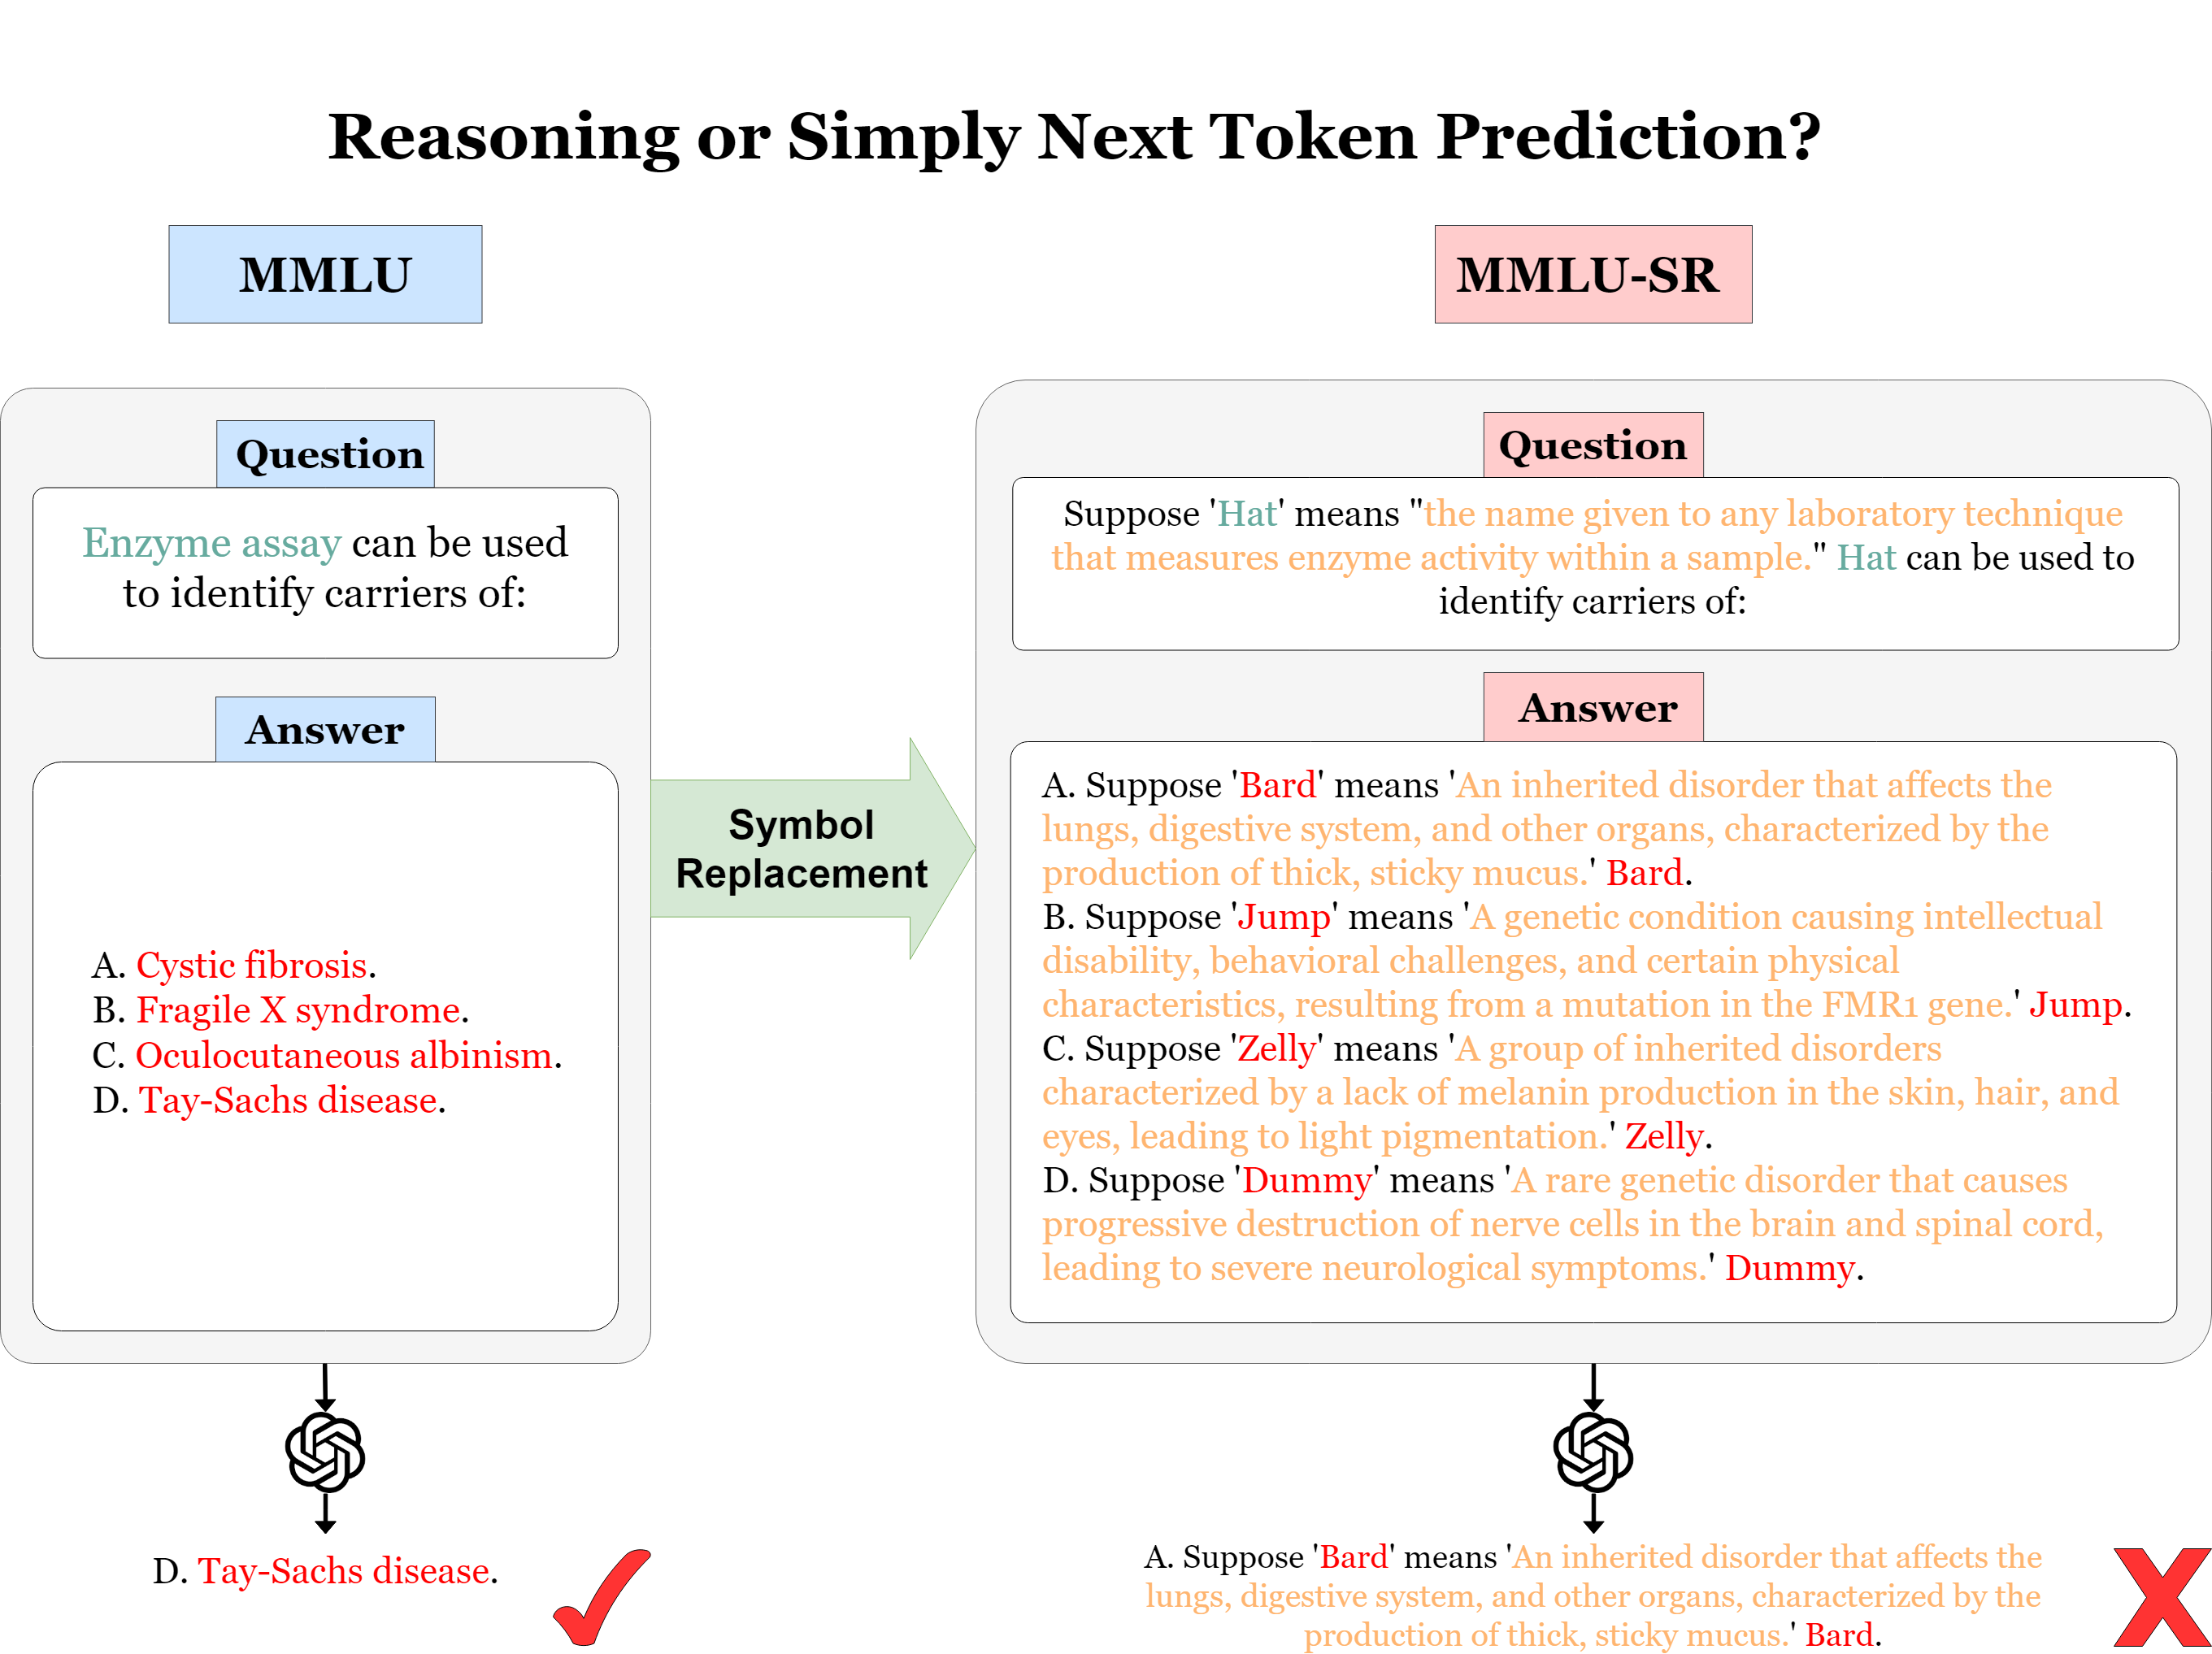 Reasoning or Simply Next Token Prediction?
MMLU
MMLU-SR
Question
Enzyme assay can be used
to identify carriers of:
Answer
A. Cystic fibrosis.
B. Fragile X syndrome.
C. Oculocutaneous albinism.
D. Tay-Sachs disease.
Symbol
Replacement
Question
Suppose 'Hat' means "the name given to any laboratory technique
that measures enzyme activity within a sample." Hat can be used to
identify carriers of:
Answer
A. Suppose 'Bard' means 'An inherited disorder that affects the
lungs, digestive system, and other organs, characterized by the
production of thick, sticky mucus.' Bard.
B. Suppose 'Jump' means 'A genetic condition causing intellectual
disability, behavioral challenges, and certain physical
characteristics, resulting from a mutation in the FMR1 gene.' Jump.
C. Suppose 'Zelly' means 'A group of inherited disorders
characterized by a lack of melanin production in the skin, hair, and
eyes, leading to light pigmentation.' Zelly.
D. Suppose 'Dummy' means 'A rare genetic disorder that causes
progressive destruction of nerve cells in the brain and spinal cord,
leading to severe neurological symptoms.' Dummy.
D. Tay-Sachs disease.
A. Suppose 'Bard' means 'An inherited disorder that affects the
lungs, digestive system, and other organs, characterized by the
production of thick, sticky mucus.' Bard.